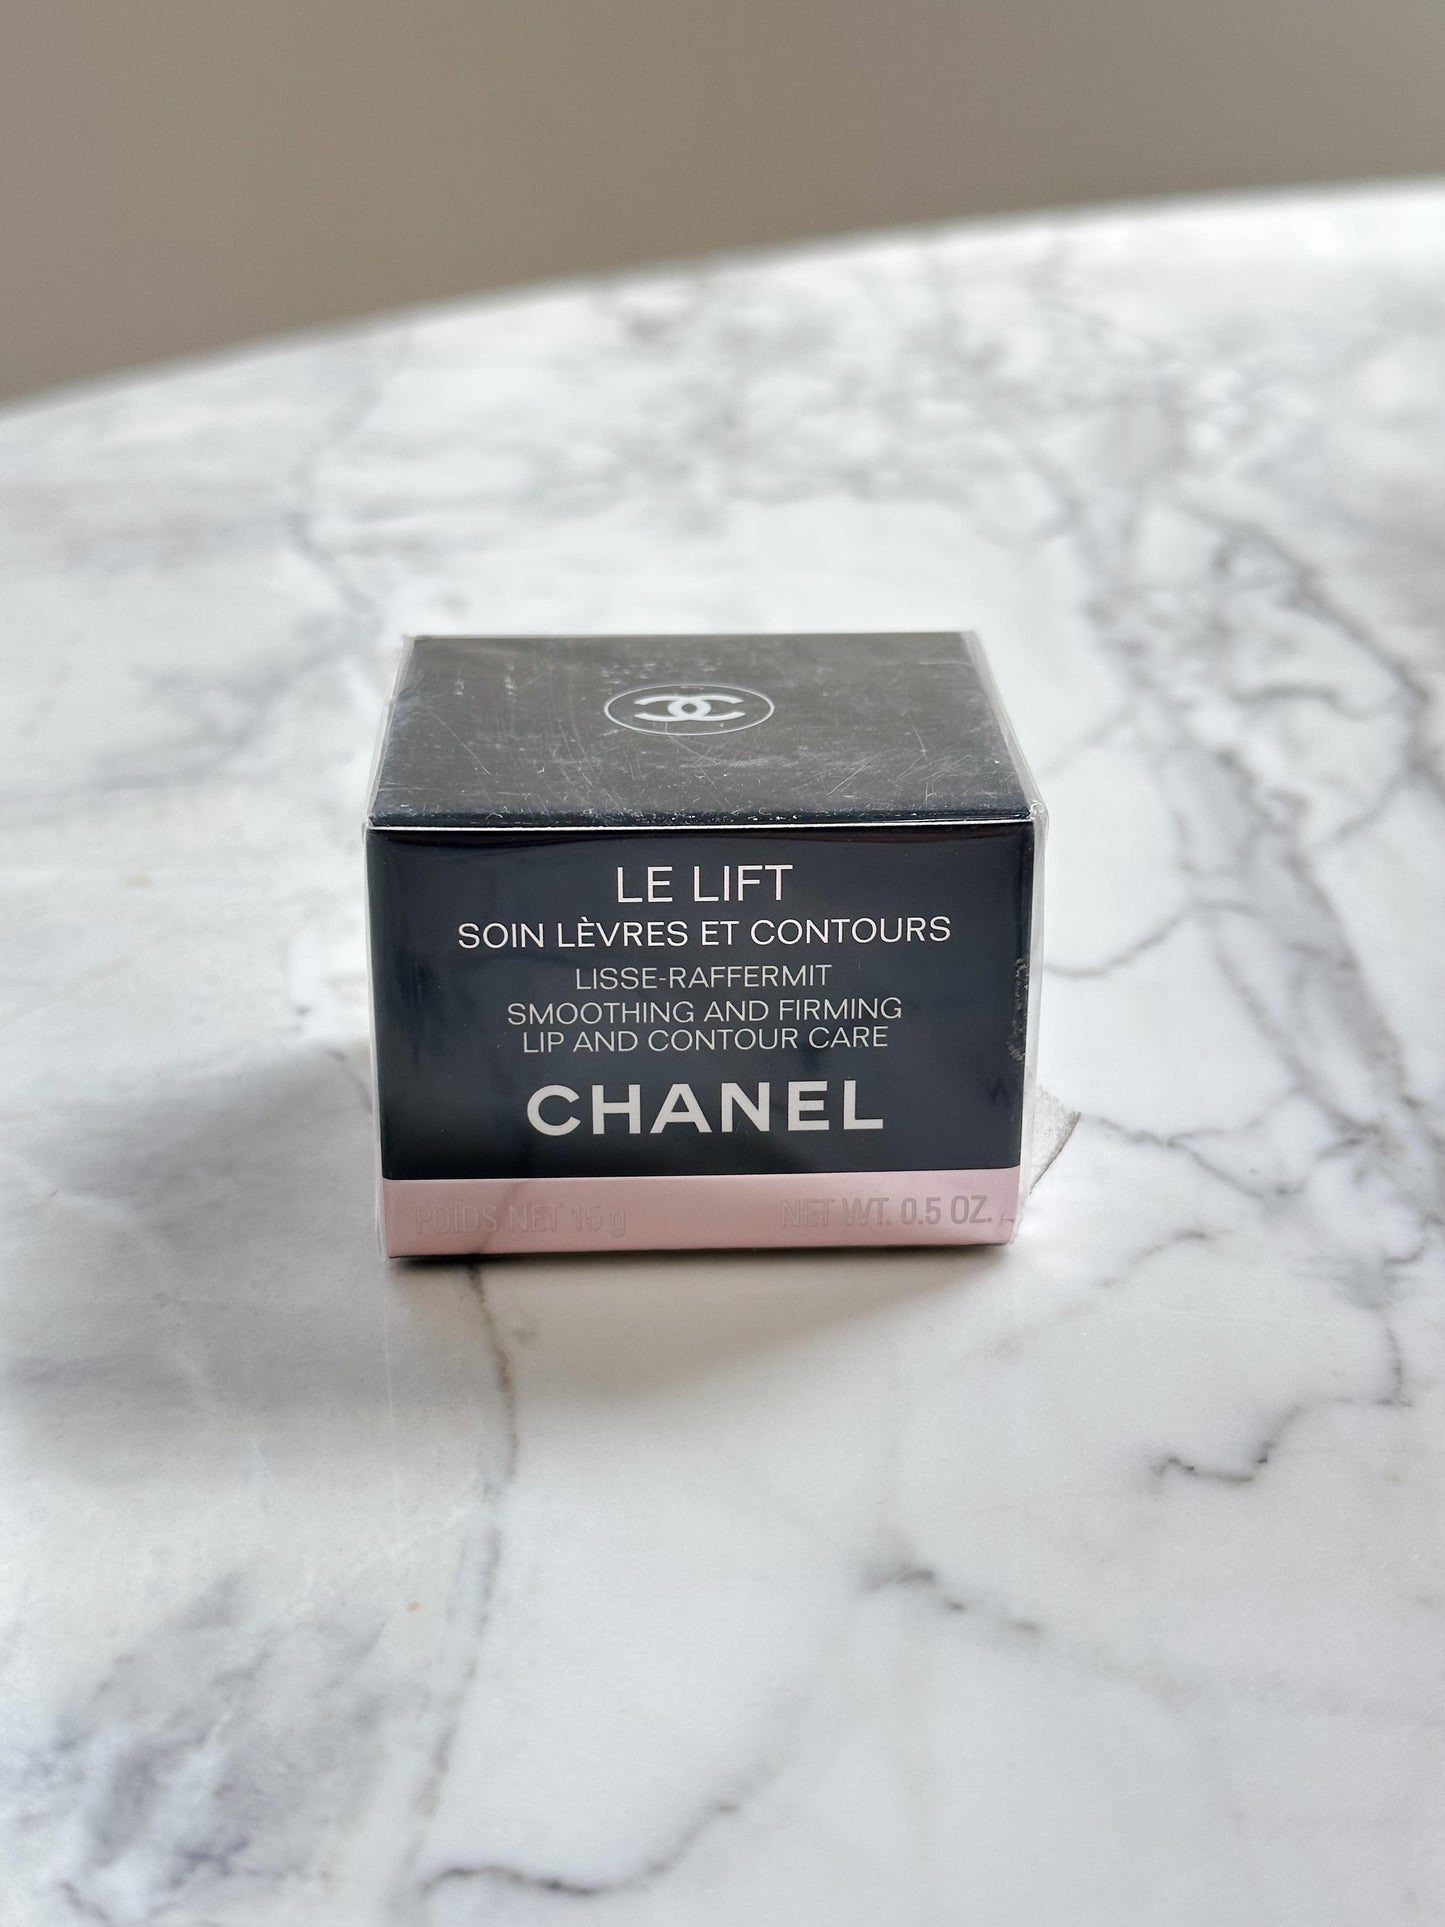 LE LIFT
SOIN LÈVRES ET CONTOURS
LISSE-RAFFERMIT
SMOOTHING AND FIRMING
LIP AND CONTOUR CARE
CHANEL
POIDS NET 15 g NET WT. 0.5 OZ.